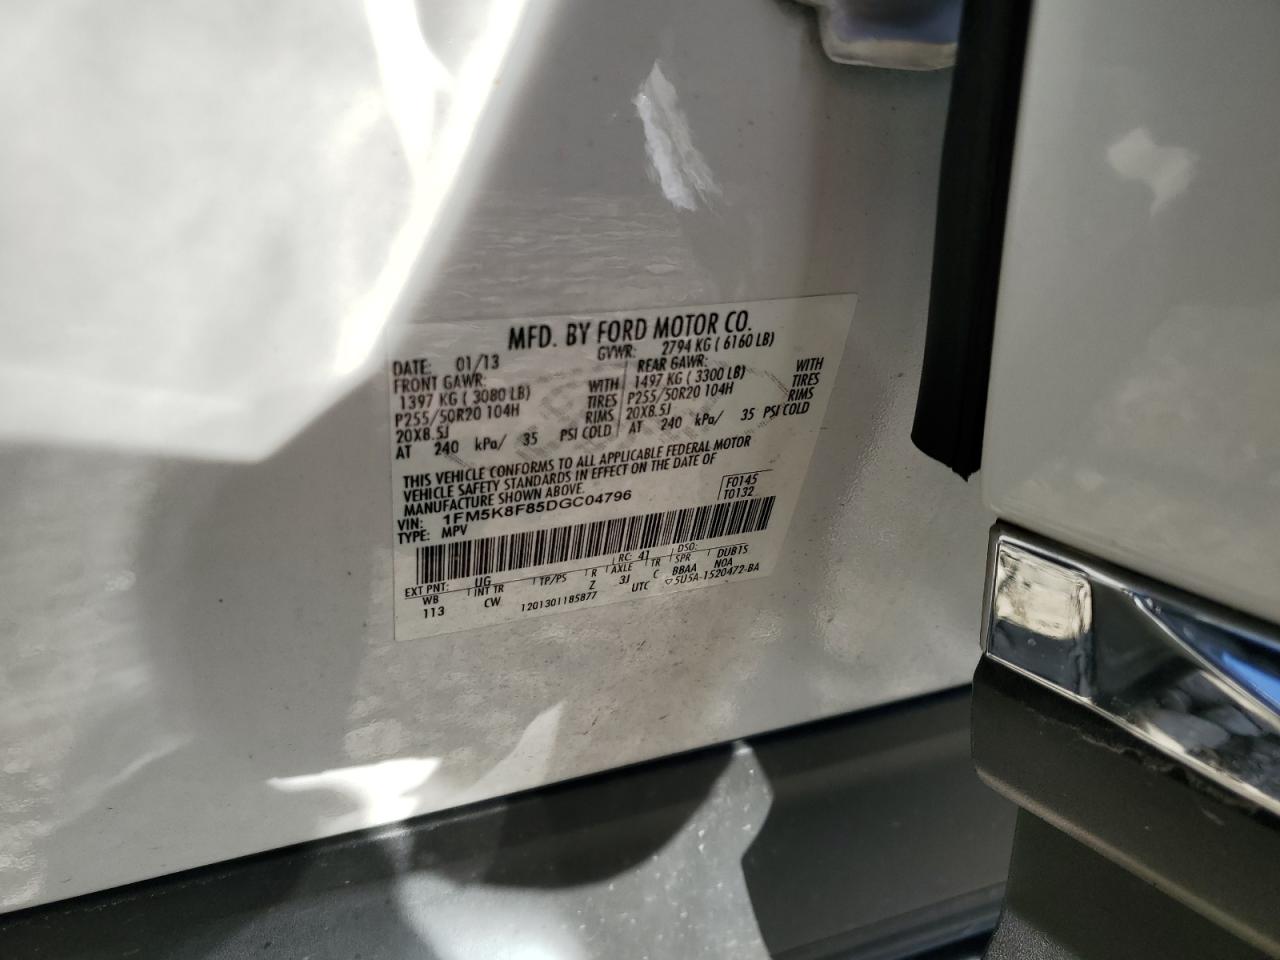 MFD. BY FORD MOTOR CO.
DATE: 01/13 GVWR: 2794 KG ( 6160 LB)
FRONT GAWR: REAR GAWR:
1397 KG ( 3080 LB) WITH 1497 KG ( 3300 LB) WITH
P255/50R20 104H TIRES P255/50R20 104H TIRES
20X8.5J RIMS 20X8.5J RIMS
AT 240 kPa/ 35 PSI COLD AT 240 kPa/ 35 PSI COLD
THIS VEHICLE CONFORMS TO ALL APPLICABLE FEDERAL MOTOR
VEHICLE SAFETY STANDARDS IN EFFECT ON THE DATE OF
MANUFACTURE SHOWN ABOVE.
VIN: 1FM5K8F85DGC04796 F0145
TYPE: MPV T0132
EXT PNT: UG RC: 41 DSO:
WB INT TR TP/PS R AXLE TR SPR DUBTS
113 CW Z 3J C BBAA NOA
1201301185877 UTC 5U5A-1520472-BA